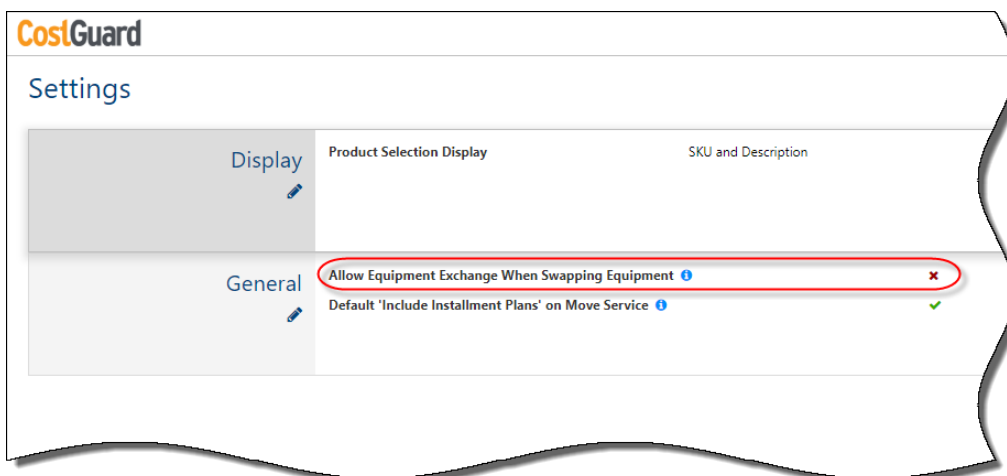 CostGuard
Settings
Display
Product Selection Display SKU and Description
General
Allow Equipment Exchange When Swapping Equipment
Default 'Include Installment Plans' on Move Service